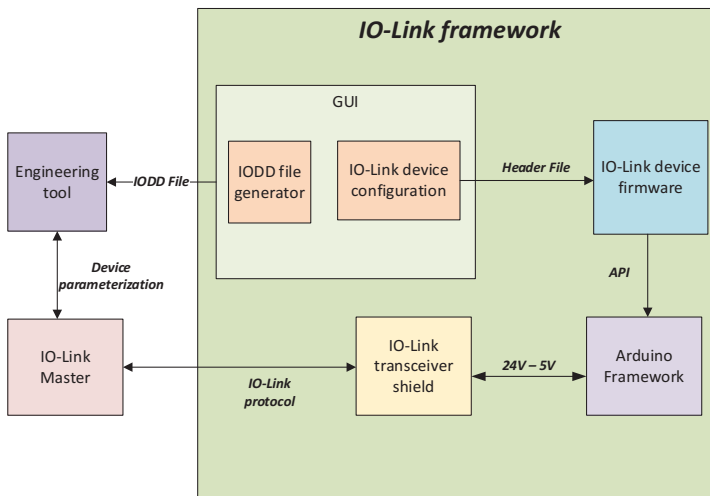 IO-Link framework
GUI
Engineering
tool
IODD File
IODD file
generator
IO-Link device
configuration
Header File
IO-Link device
firmware
Device
parameterization
API
IO-Link
Master
IO-Link
protocol
IO-Link
transceiver
shield
24V – 5V
Arduino
Framework